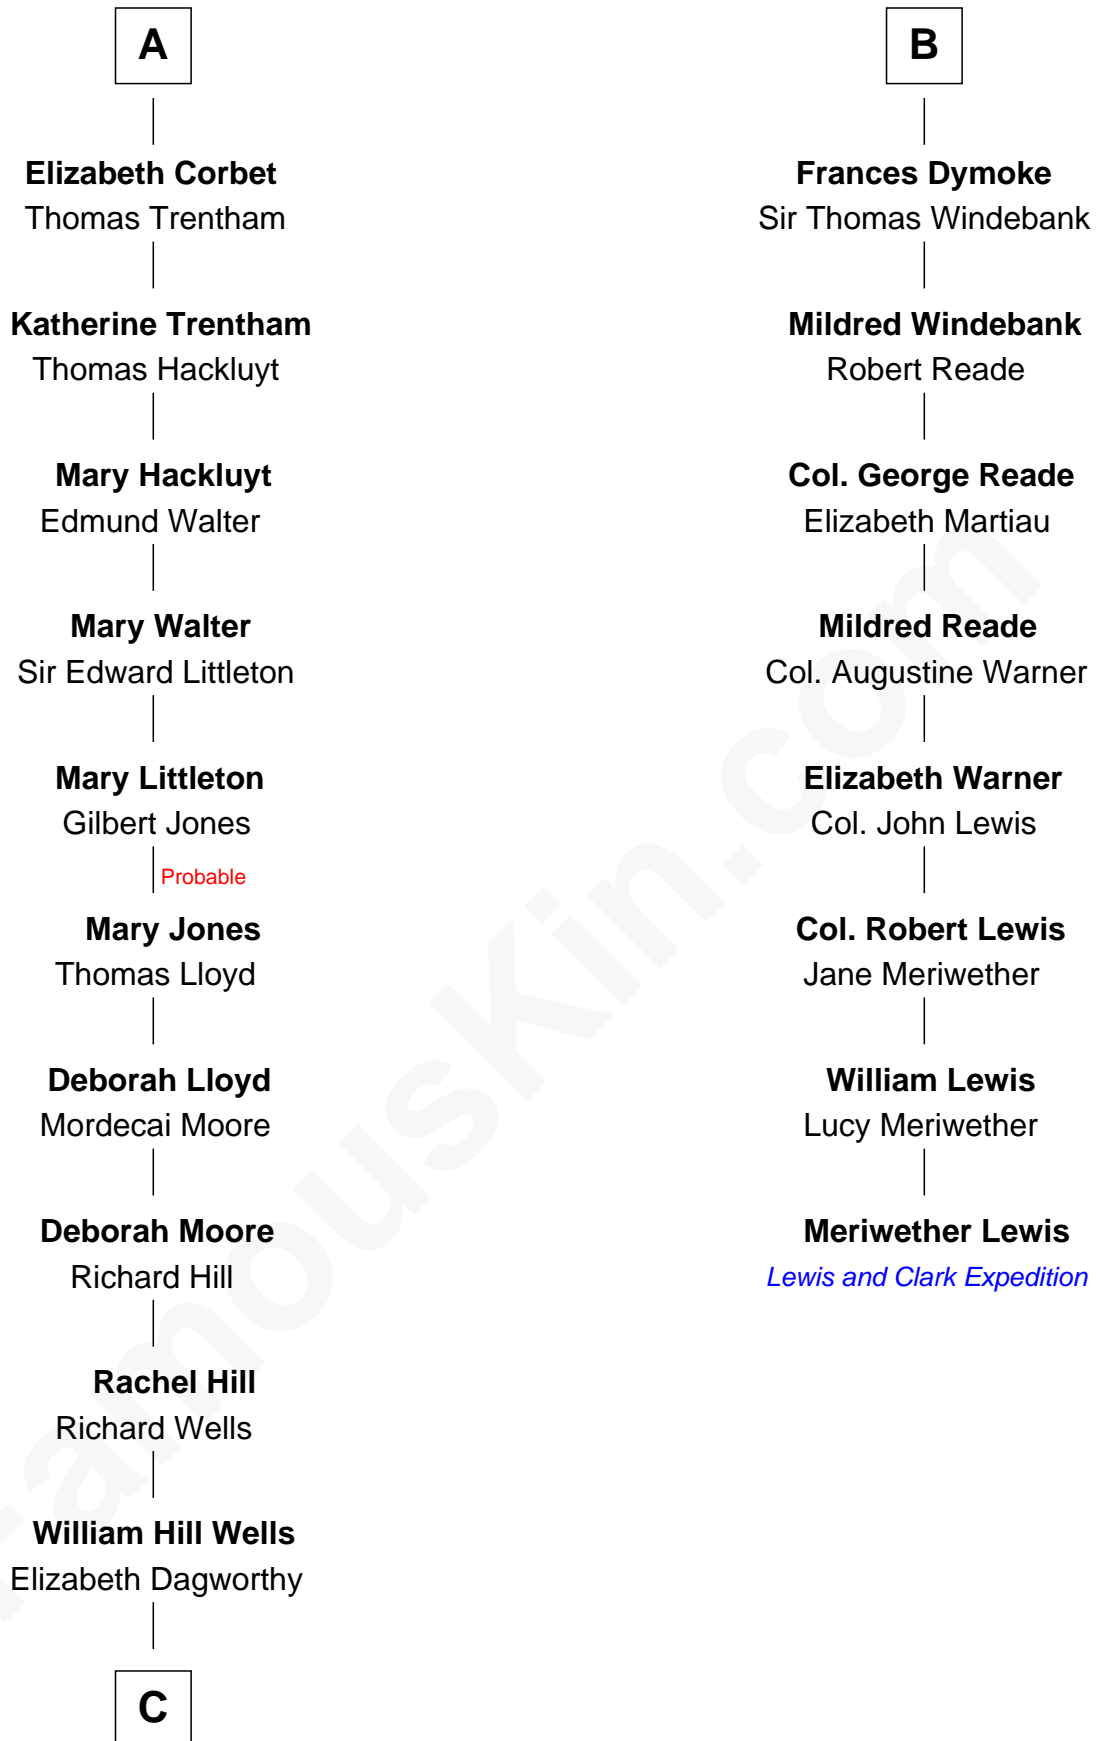 A
Elizabeth Corbet
Thomas Trentham
Katherine Trentham
Thomas Hackluyt
Mary Hackluyt
Edmund Walter
Mary Walter
Sir Edward Littleton
Mary Littleton
Gilbert Jones
Probable
Mary Jones
Thomas Lloyd
Deborah Lloyd
Mordecai Moore
Deborah Moore
Richard Hill
Rachel Hill
Richard Wells
William Hill Wells
Elizabeth Dagworthy
C
B
Frances Dymoke
Sir Thomas Windebank
Mildred Windebank
Robert Reade
Col. George Reade
Elizabeth Martiau
Mildred Reade
Col. Augustine Warner
Elizabeth Warner
Col. John Lewis
Col. Robert Lewis
Jane Meriwether
William Lewis
Lucy Meriwether
Meriwether Lewis
Lewis and Clark Expedition
FamousKin.com